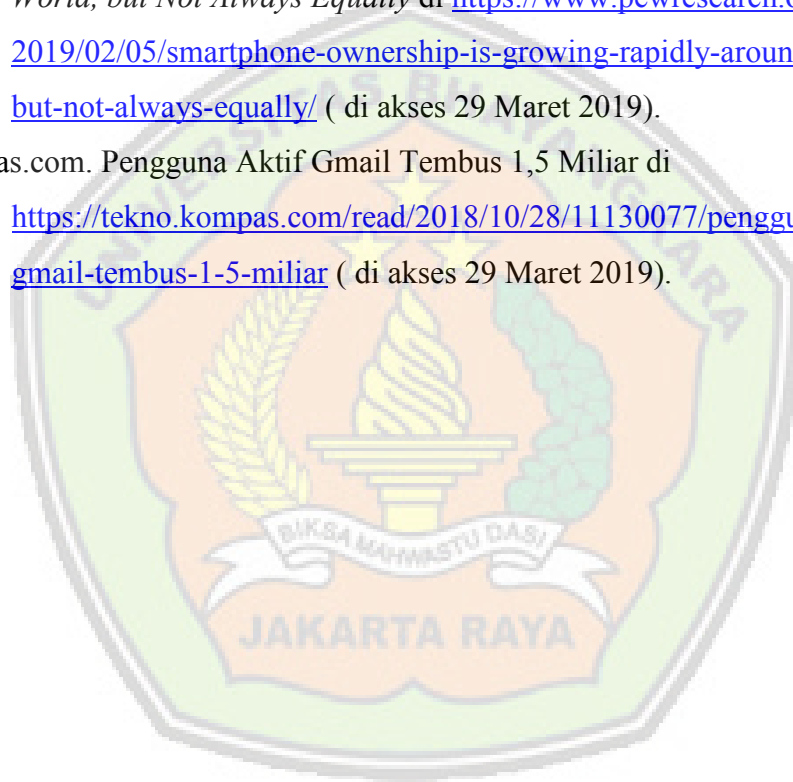 World, but Not Always Equally di https://www.pewresearch.o
2019/02/05/smartphone-ownership-is-growing-rapidly-aroun
but-not-always-equally/ ( di akses 29 Maret 2019).
as.com. Pengguna Aktif Gmail Tembus 1,5 Miliar di
https://tekno.kompas.com/read/2018/10/28/11130077/penggu
gmail-tembus-1-5-miliar ( di akses 29 Maret 2019).
UNIVERSITAS BHAYANGKARA
BIKSA MAHWASTU DASI
JAKARTA RAYA